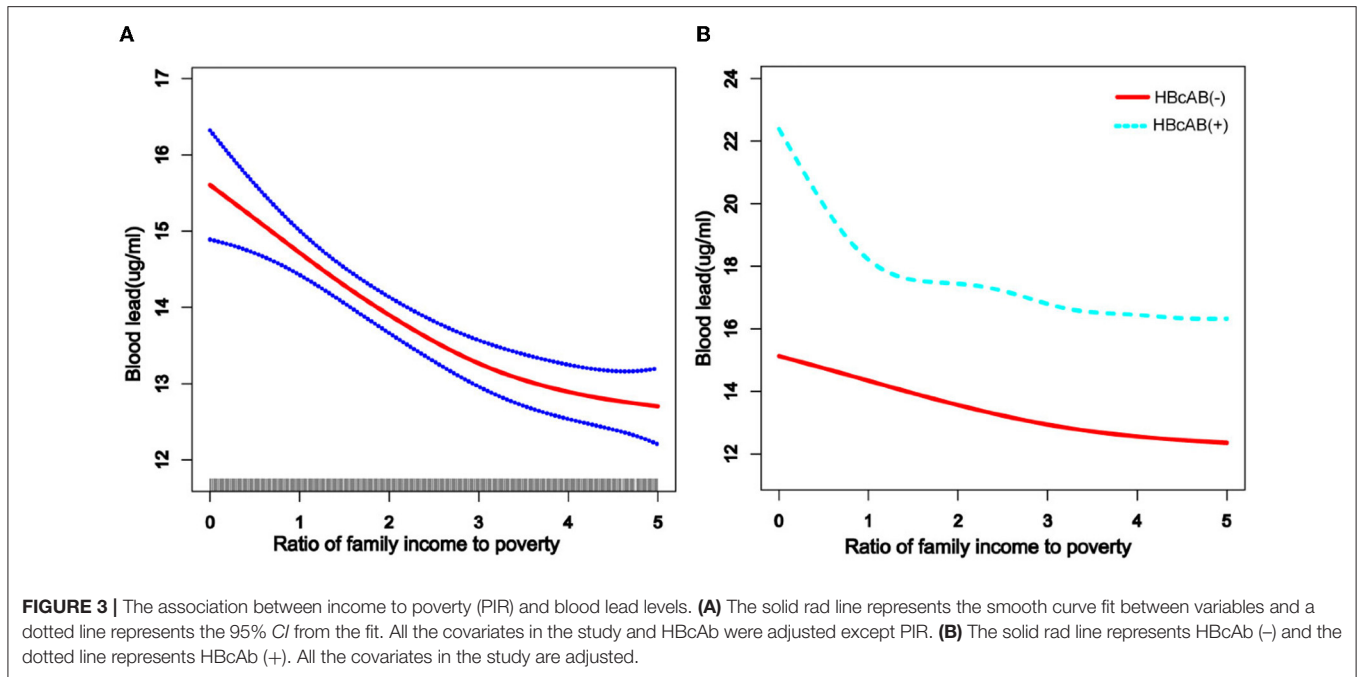 A
17
16
15
14
13
12
Blood lead(ug/ml)
0 1 2 3 4 5
Ratio of family income to poverty
B
24
22
20
18
16
14
12
Blood lead(ug/ml)
HBcAB(-)
HBcAB(+)
0 1 2 3 4 5
Ratio of family income to poverty
FIGURE 3 | The association between income to poverty (PIR) and blood lead levels. (A) The solid rad line represents the smooth curve fit between variables and a
dotted line represents the 95% CI from the fit. All the covariates in the study and HBcAb were adjusted except PIR. (B) The solid rad line represents HBcAb (–) and the
dotted line represents HBcAb (+). All the covariates in the study are adjusted.